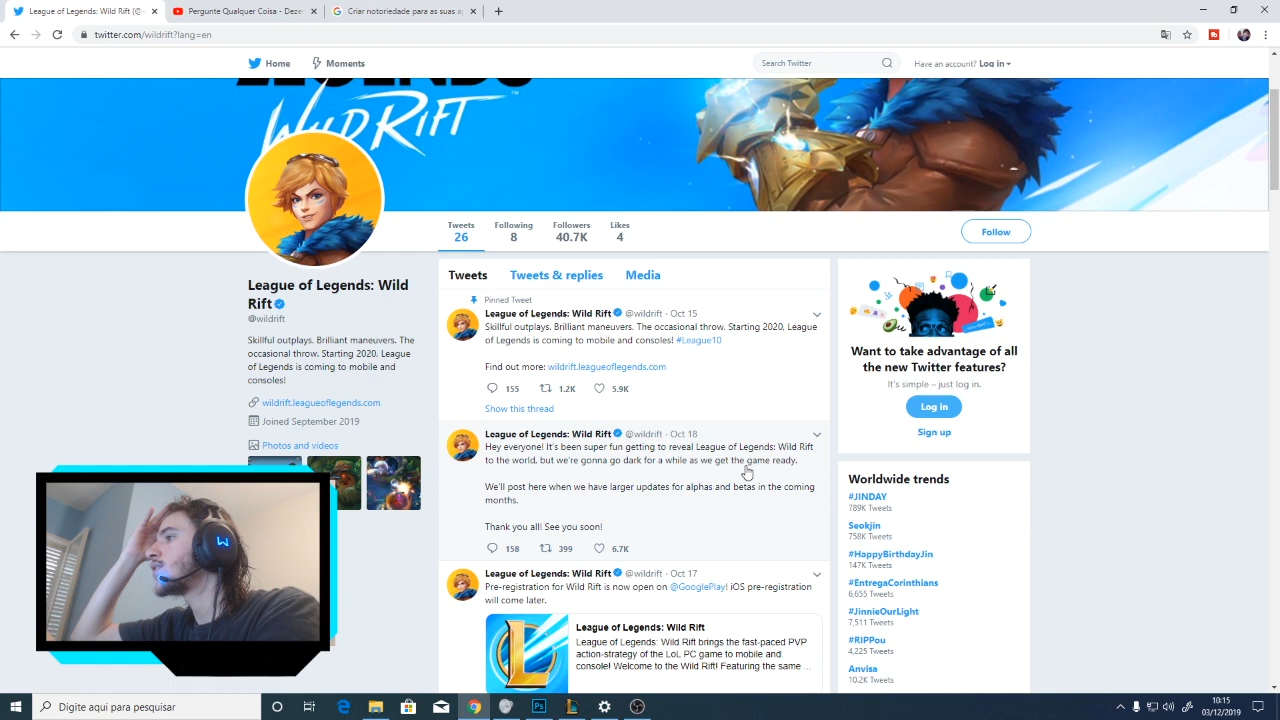 League of Legends: Wild Rift (@
Pergunte Qualquer Coisa - Deze
Criar notoriedade para as suas a
twitter.com/wildrift?lang=en
Home
Moments
Search Twitter
Have an account? Log in
WILD RIFT
Tweets
26
Following
8
Followers
40.7K
Likes
4
Follow
League of Legends: Wild
Rift
@wildrift
Skillful outplays. Brilliant maneuvers. The
occasional throw. Starting 2020, League
of Legends is coming to mobile and
consoles!
wildrift.leagueoflegends.com
Joined September 2019
Photos and videos
Tweets
Tweets & replies
Media
Pinned Tweet
League of Legends: Wild Rift @wildrift · Oct 15
Skillful outplays. Brilliant maneuvers. The occasional throw. Starting 2020, League
of Legends is coming to mobile and consoles! #League10
Find out more: wildrift.leagueoflegends.com
155 1.2K 5.9K
Show this thread
League of Legends: Wild Rift @wildrift · Oct 18
Hey everyone! It's been super fun getting to reveal League of Legends: Wild Rift
to the world, but we're gonna go dark for a while as we get the game ready.
We'll post here when we have larger updates for alphas and betas in the coming
months.
Thank you all! See you soon!
158 399 6.7K
League of Legends: Wild Rift @wildrift · Oct 17
Pre-registration for Wild Rift is now open on @GooglePlay! iOS pre-registration
will come later.
League of Legends: Wild Rift
League of Legends: Wild Rift brings the fast-paced PVP
action-strategy of the LoL PC game to mobile and
console! Welcome to the Wild Rift! Featuring the same ...
Want to take advantage of all
the new Twitter features?
It's simple – just log in.
Log in
Sign up
Worldwide trends
#JINDAY
789K Tweets
Seokjin
758K Tweets
#HappyBirthdayJin
147K Tweets
#EntregaCorinthians
6,655 Tweets
#JinnieOurLight
7,511 Tweets
#RIPPou
4,225 Tweets
Anvisa
10.2K Tweets
Digite aqui para pesquisar
10:15
03/12/2019